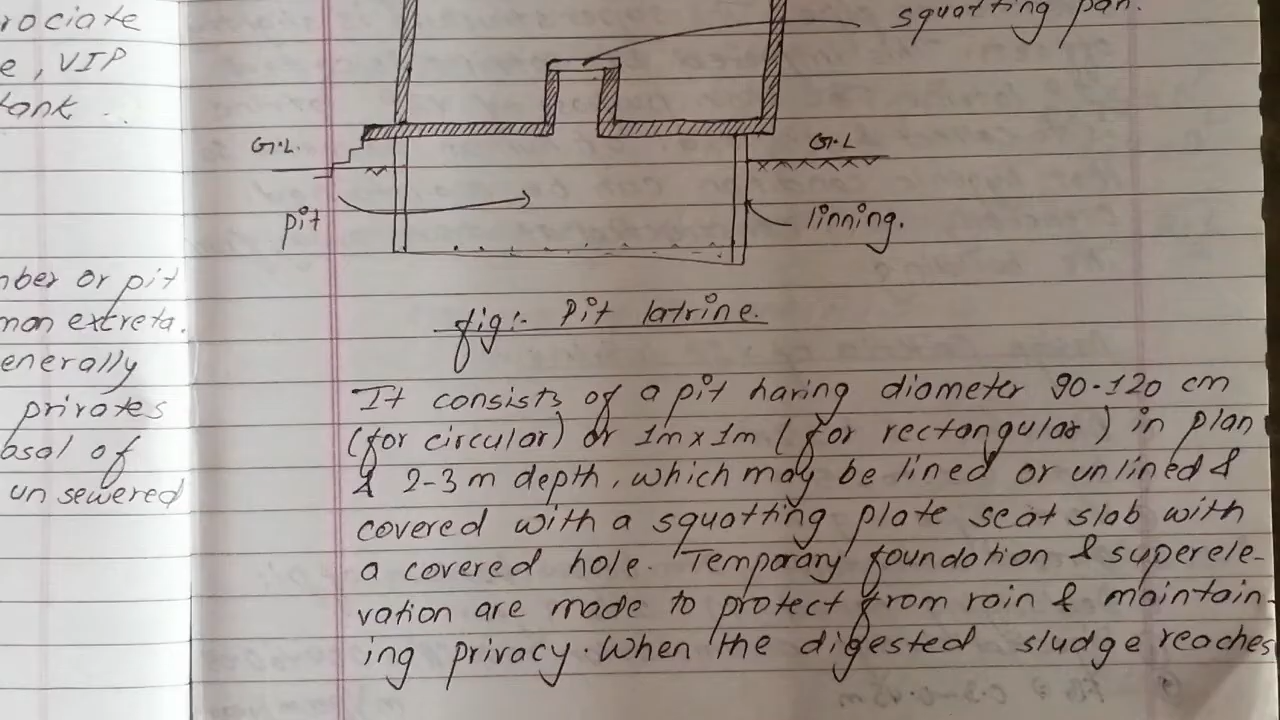 rociate
e, VIP
tank ..
nber or pit
man excreta.
enerally
privates
osal of
un sewered
squatting pan.
G.L.
G.L
pit
linning.
fig:- Pit latrine.
It consists of a pit having diameter 90-120 cm
(for circular) or 1m x 1m (for rectangular) in plan
& 2-3 m depth, which may be lined or unlined &
covered with a squatting plate seat slab with
a covered hole. Temporary foundation & superele-
vation are made to protect from rain & maintain-
ing privacy. When the digested sludge reaches